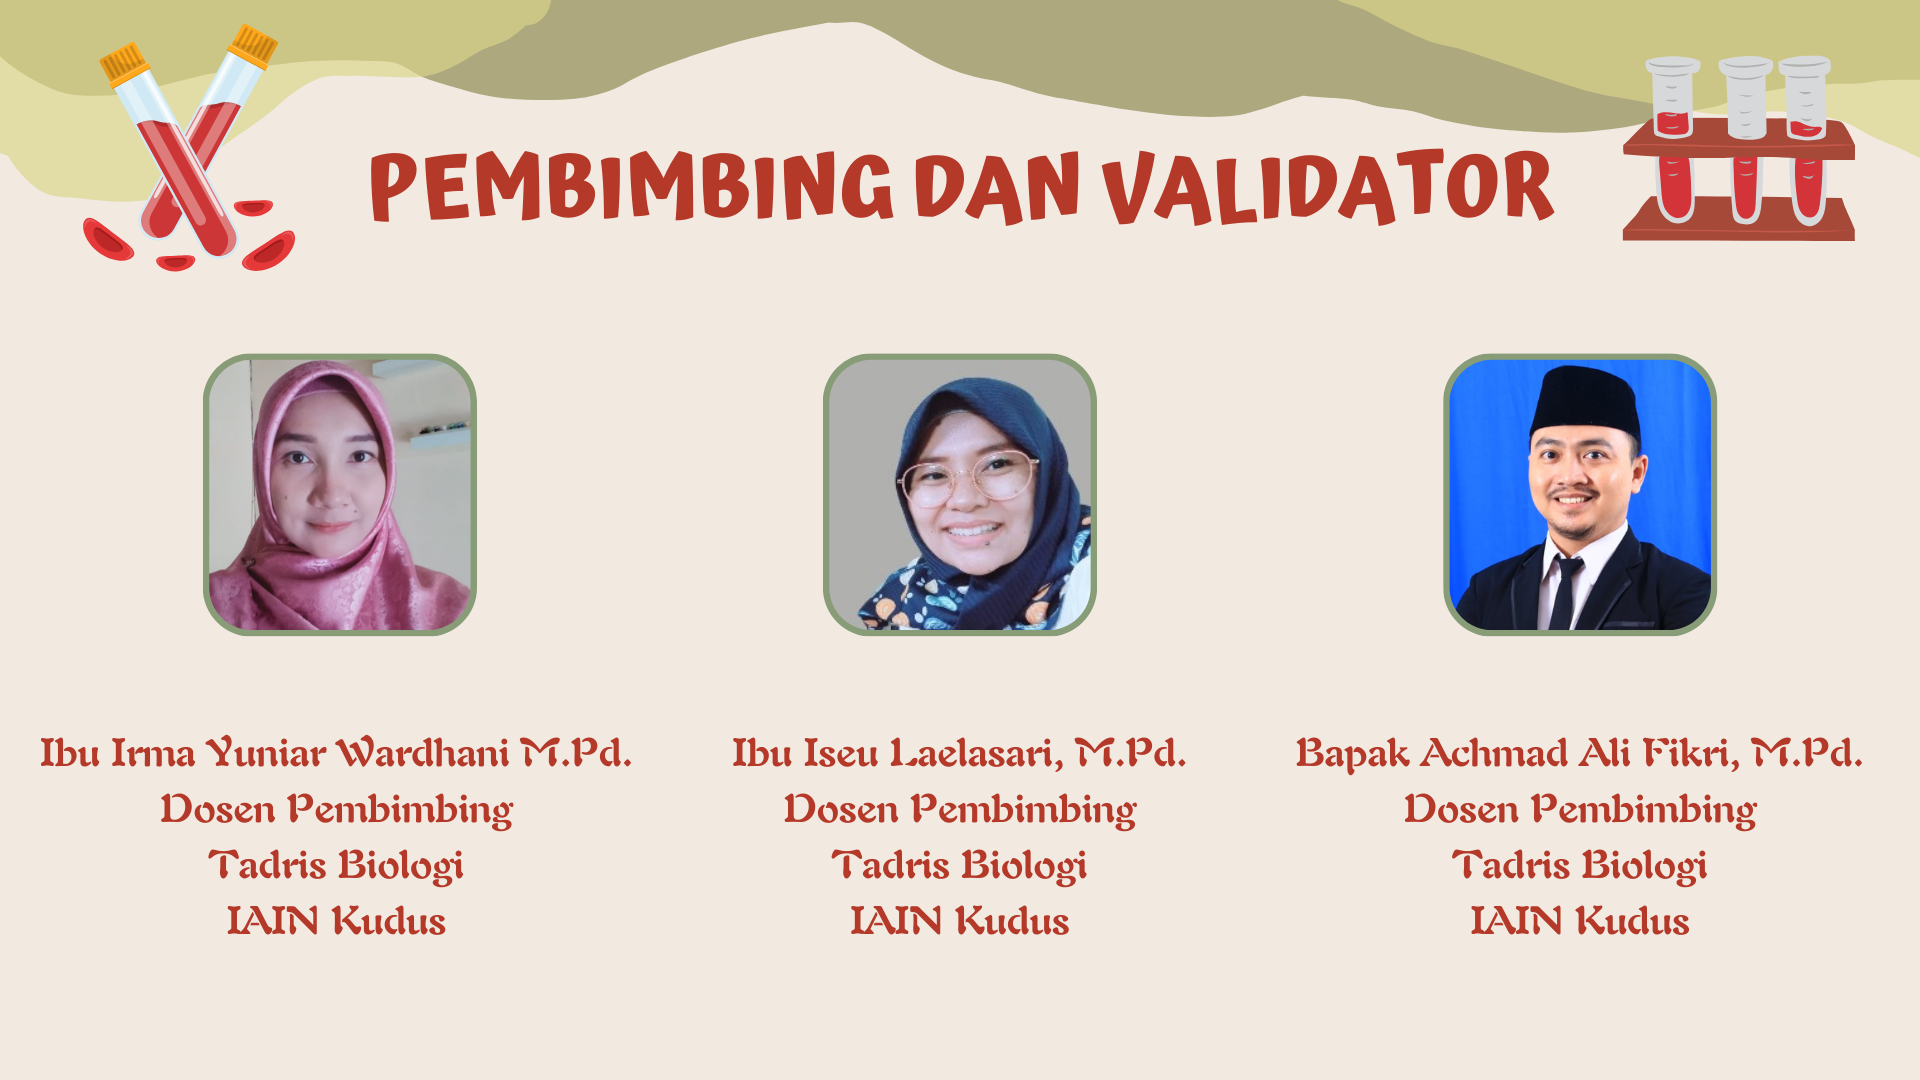 PEMBIMBING DAN VALIDATOR
Ibu Irma Yuniar Wardhani M.Pd.
Dosen Pembimbing
Tadris Biologi
IAIN Kudus
Ibu Iseu Laelasari, M.Pd.
Dosen Pembimbing
Tadris Biologi
IAIN Kudus
Bapak Achmad Ali Fikri, M.Pd.
Dosen Pembimbing
Tadris Biologi
IAIN Kudus